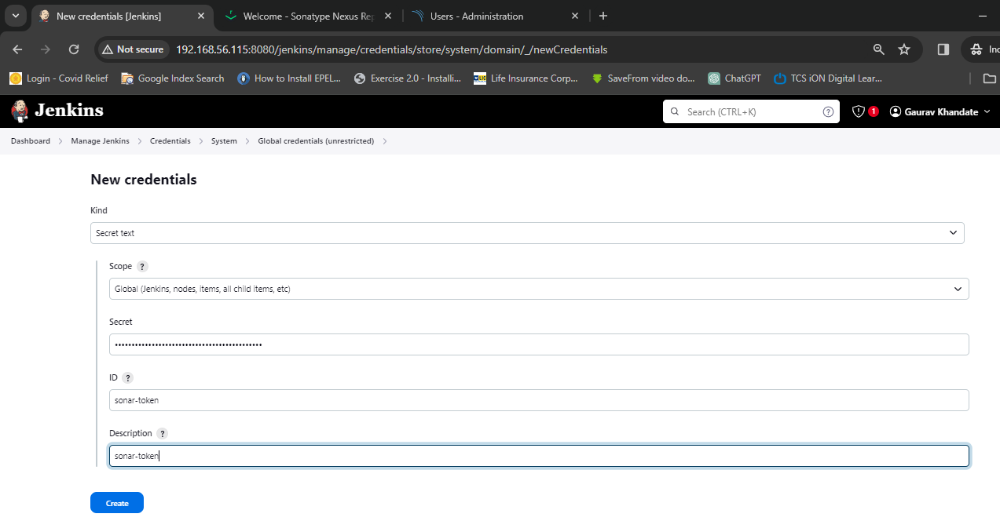 New credentials [Jenkins]
Welcome - Sonatype Nexus Rep
Users - Administration
Not secure
192.168.56.115:8080/jenkins/manage/credentials/store/system/domain/_/newCredentials
Inc
Login - Covid Relief
Google Index Search
How to Install EPEL...
Exercise 2.0 - Installi...
Life Insurance Corp...
SaveFrom video do...
ChatGPT
TCS iON Digital Lear...
Jenkins
Search (CTRL+K)
?
1
Gaurav Khandate
Dashboard
Manage Jenkins
Credentials
System
Global credentials (unrestricted)
New credentials
Kind
Secret text
Scope ?
Global (Jenkins, nodes, items, all child items, etc)
Secret
••••••••••••••••••••••••••••••••••••••••••••
ID ?
sonar-token
Description ?
sonar-token
Create